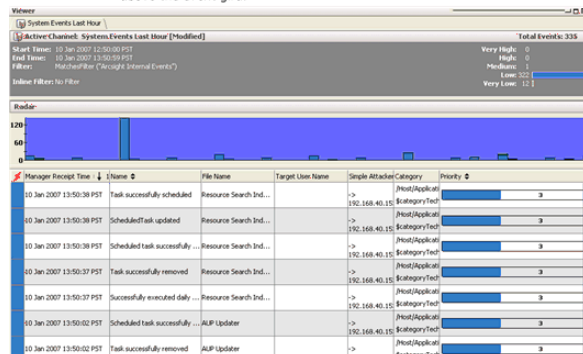 Viewer
System Events Last Hour
Active Channel: System Events Last Hour [Modified]
Total Events: 335
Start Time: 10 Jan 2007 12:50:00 PST
End Time: 10 Jan 2007 13:50:59 PST
Filter: MatchesFilter ("ArcSight Internal Events")
Inline Filter: No Filter
Very High: 0
High: 0
Medium: 1
Low: 322
Very Low: 12
Radar
120
60
0
Manager Receipt Time 1 Name File Name Target User Name Simple Attacker Category Priority
10 Jan 2007 13:50:38 PST Task successfully scheduled Resource Search Ind... -> 192.168.40.15 /Host/Applicati $categoryTech 3
10 Jan 2007 13:50:38 PST ScheduledTask updated Resource Search Ind... -> 192.168.40.15 /Host/Applicati $categoryTech 3
10 Jan 2007 13:50:38 PST Scheduled task successfully ... Resource Search Ind... -> 192.168.40.15 /Host/Applicati $categoryTech 3
10 Jan 2007 13:50:37 PST Task successfully removed Resource Search Ind... -> 192.168.40.15 /Host/Applicati $categoryTech 3
10 Jan 2007 13:50:37 PST Successfully executed daily ... Resource Search Ind... -> 192.168.40.15 /Host/Applicati $categoryTech 3
10 Jan 2007 13:50:02 PST Scheduled task successfully ... AUP Updater -> 192.168.40.15 /Host/Applicati $categoryTech 3
10 Jan 2007 13:50:02 PST Task successfully removed AUP Updater -> /Host/Applicati 3